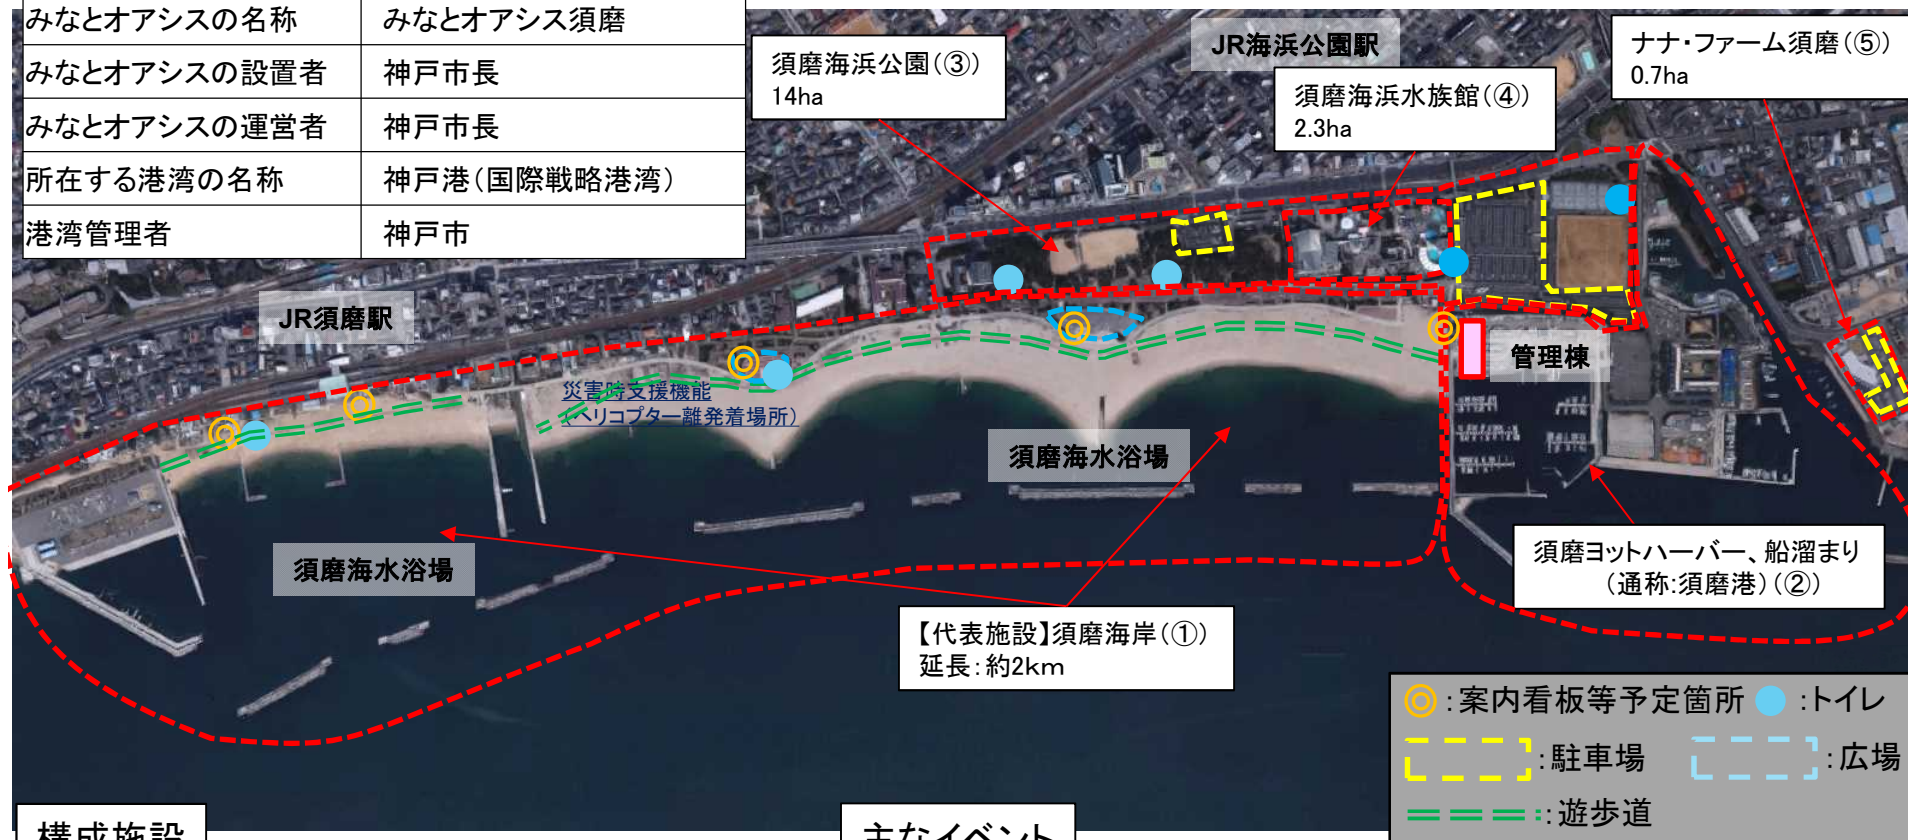 みなとオアシスの名称 みなとオアシス須磨
みなとオアシスの設置者 神戸市長
みなとオアシスの運営者 神戸市長
所在する港湾の名称 神戸港(国際戦略港湾)
港湾管理者 神戸市
須磨海浜公園(③)
14ha
JR海浜公園駅
須磨海浜水族館(④)
2.3ha
ナナ・ファーム須磨(⑤)
0.7ha
JR須磨駅
管理棟
災害時支援機能
(ヘリコプター離発着場所)
須磨海水浴場
須磨海水浴場
須磨ヨットハーバー、船溜まり
(通称:須磨港)(②)
【代表施設】須磨海岸(①)
延長:約2km
:案内看板等予定箇所 :トイレ
:駐車場 :広場
:遊歩道
構成施設
主なイベント